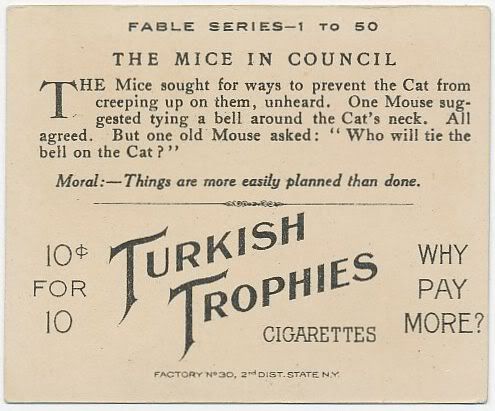 FABLE SERIES—1 TO 50
THE MICE IN COUNCIL
THE Mice sought for ways to prevent the Cat from
creeping up on them, unheard. One Mouse sug-
gested tying a bell around the Cat's neck. All
agreed. But one old Mouse asked: "Who will tie the
bell on the Cat?"
Moral:—Things are more easily planned than done.
10¢
FOR
10
TURKISH
TROPHIES
CIGARETTES
WHY
PAY
MORE?
FACTORY Nº 30, 2ND DIST. STATE N.Y.